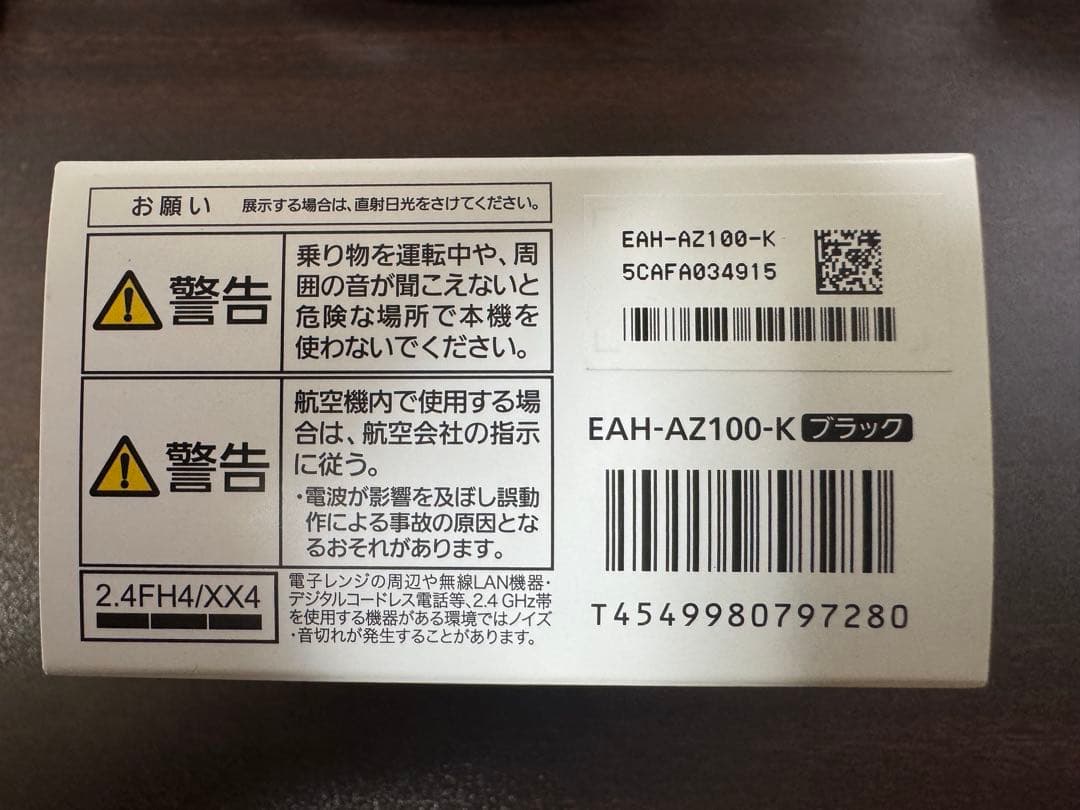 お願い 展示する場合は、直射日光をさけてください。
警告
乗り物を運転中や、周
囲の音が聞こえないと
危険な場所で本機を
使わないでください。
警告
航空機内で使用する場
合は、航空会社の指示
に従う。
・電波が影響を及ぼし誤動
作による事故の原因とな
るおそれがあります。
2.4FH4/XX4
電子レンジの周辺や無線LAN機器・
デジタルコードレス電話等、2.4 GHz帯
を使用する機器がある環境ではノイズ
・音切れが発生することがあります。
EAH-AZ100-K
5CAFA034915
EAH-AZ100-K ブラック
T4549980797280